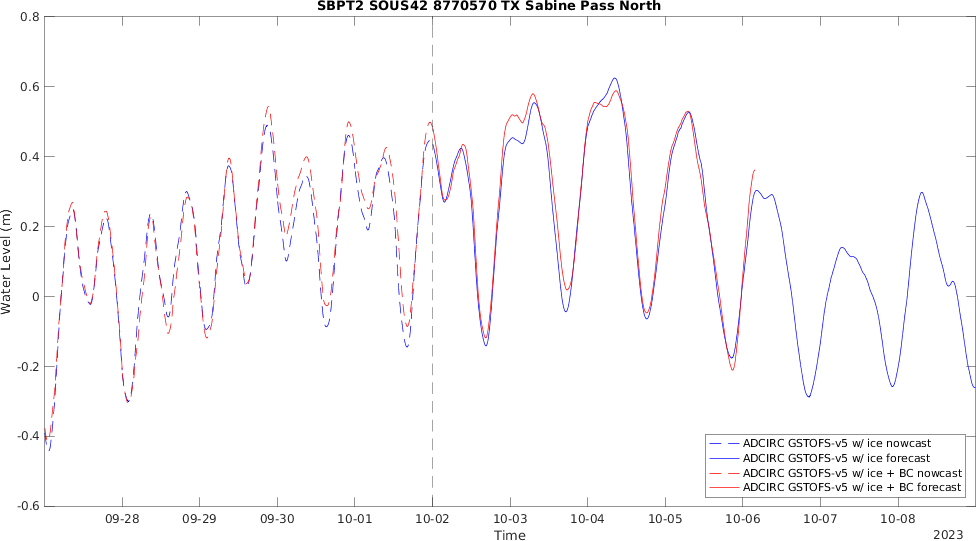 SBPT2 SOUS42 8770570 TX Sabine Pass North
0.8
0.6
0.4
0.2
0
-0.2
-0.4
-0.6
Water Level (m)
ADCIRC GSTOFS-v5 w/ ice nowcast
ADCIRC GSTOFS-v5 w/ ice forecast
ADCIRC GSTOFS-v5 w/ ice + BC nowcast
ADCIRC GSTOFS-v5 w/ ice + BC forecast
09-28 09-29 09-30 10-01 10-02 10-03 10-04 10-05 10-06 10-07 10-08
Time
2023